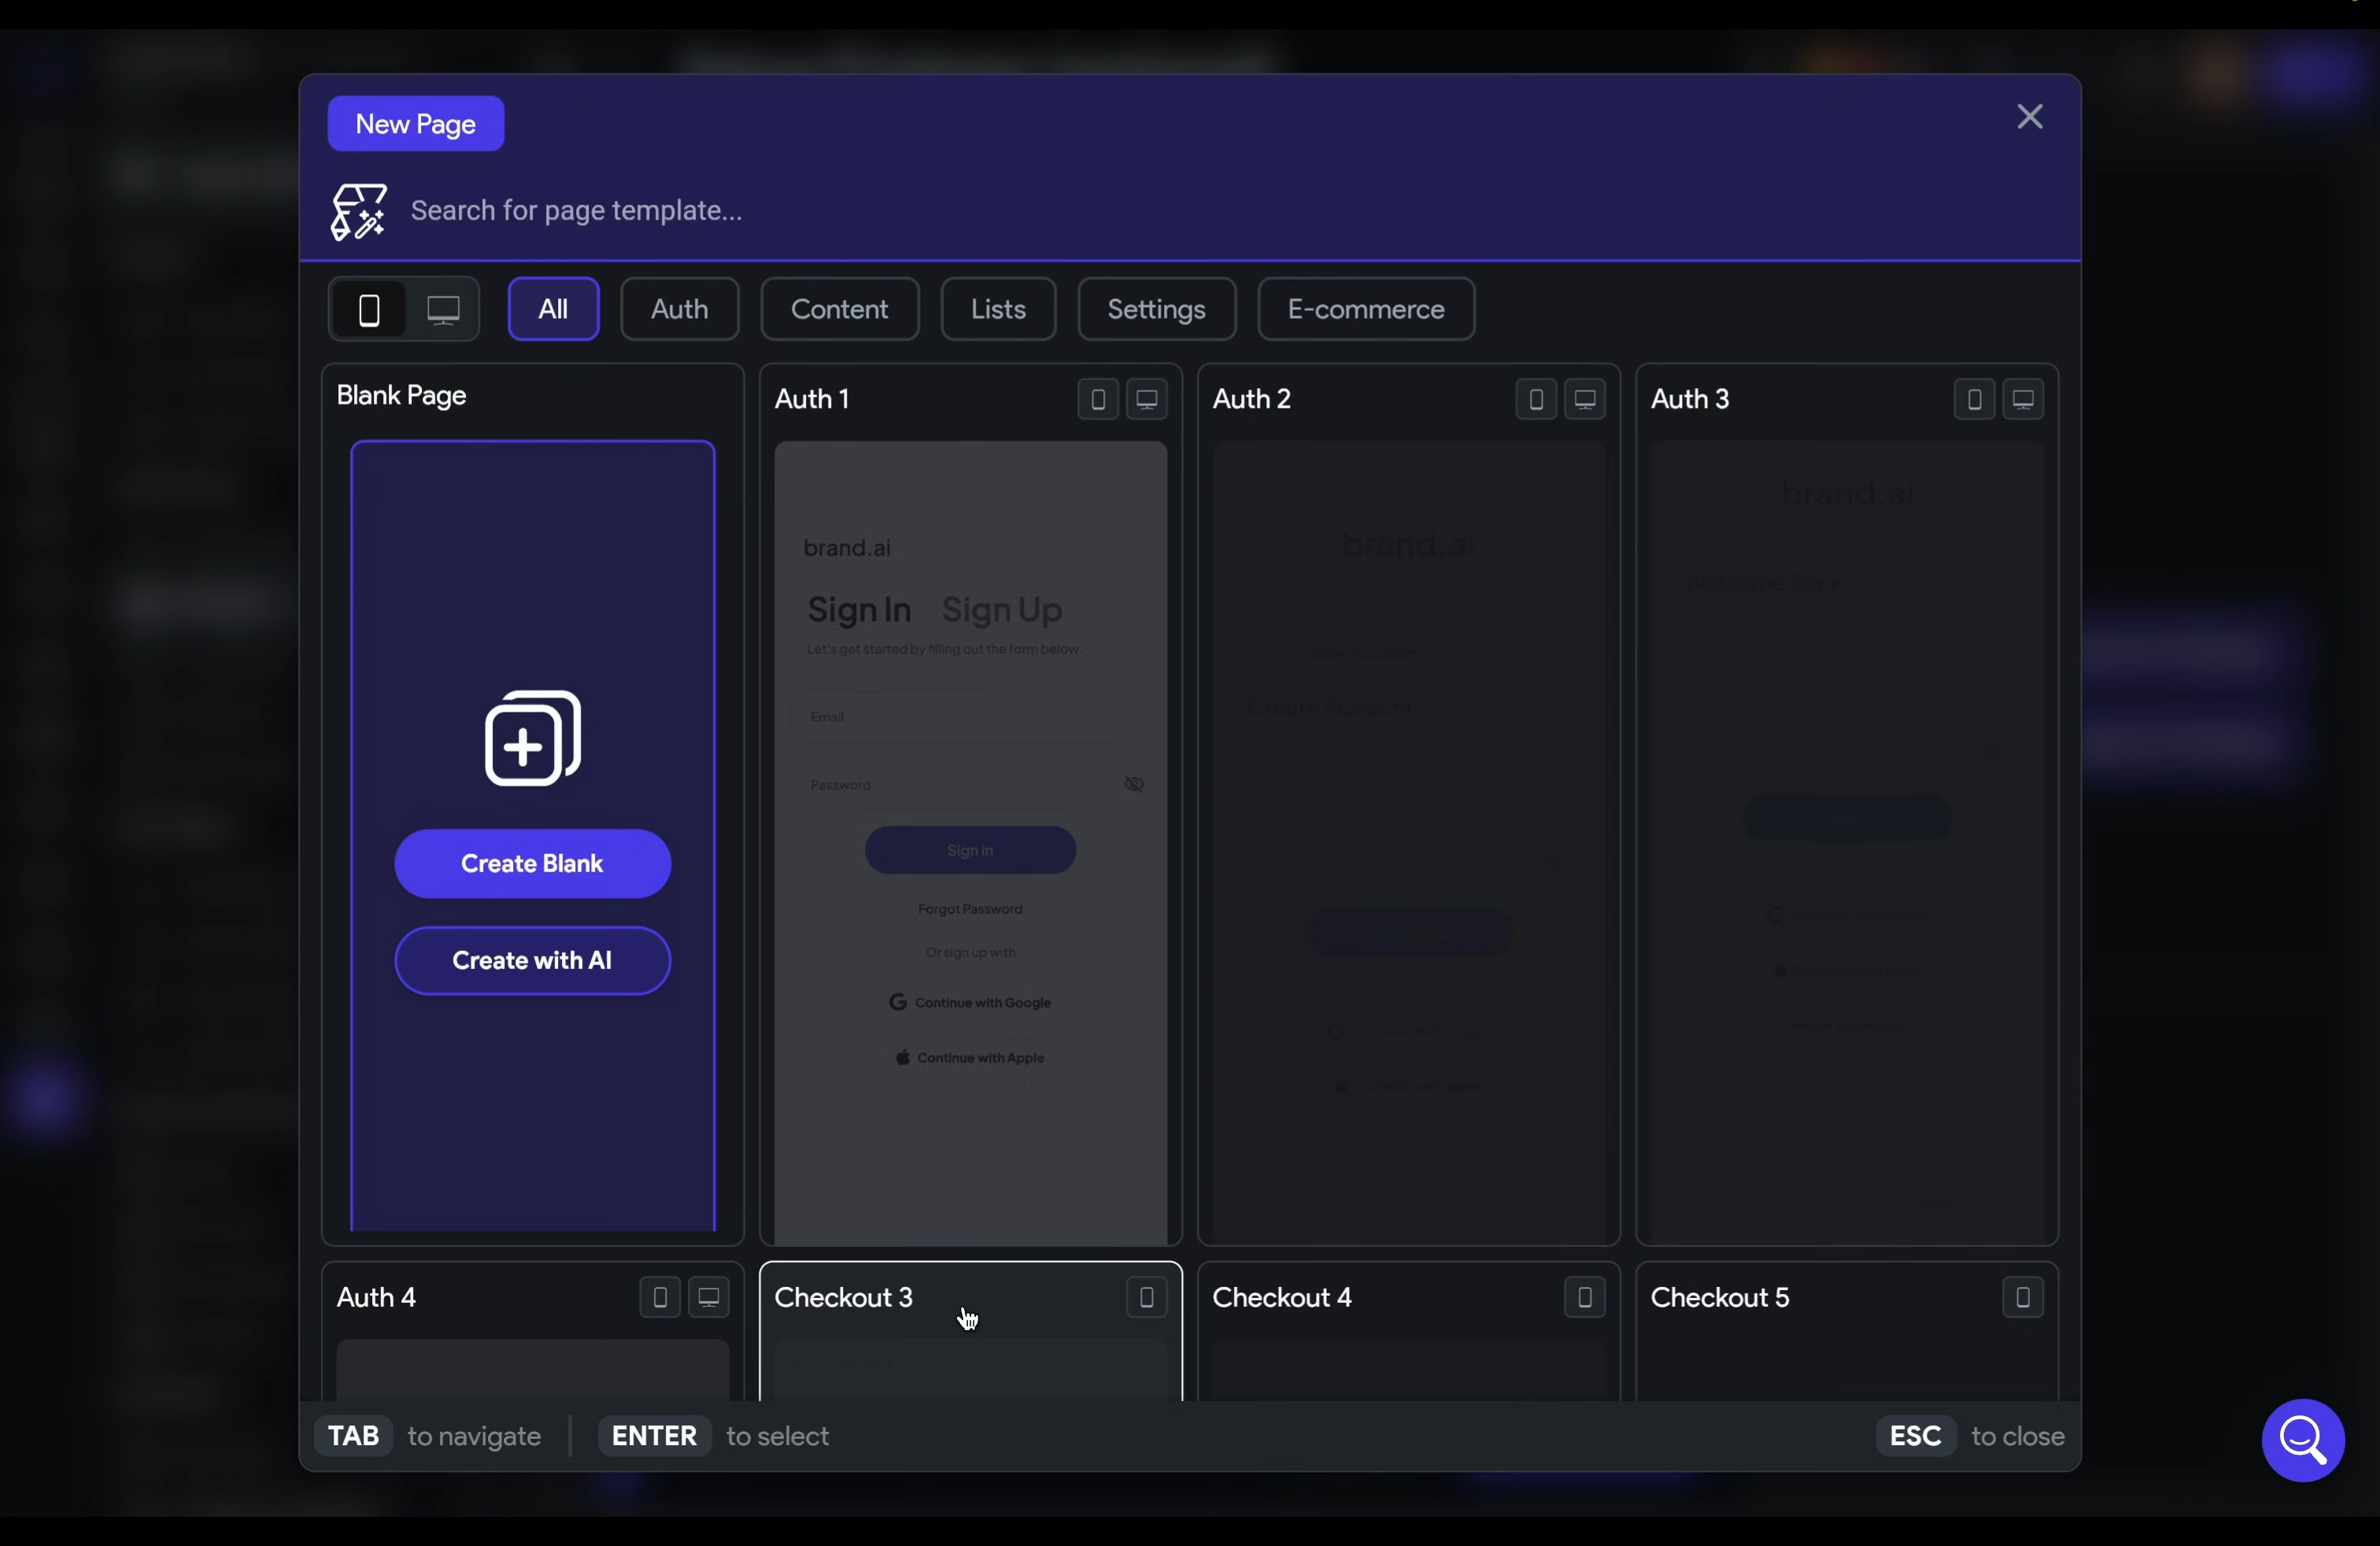 New Page
Search for page template...
All
Auth
Content
Lists
Settings
E-commerce
Blank Page
Create Blank
Create with AI
Auth 1
brand.ai
Sign In Sign Up
Let's get started by filling out the form below.
Email
Password
Sign In
Forgot Password
Or sign up with
Continue with Google
Continue with Apple
Auth 2
brand.ai
Create Account
Auth 3
brand.ai
Auth 4
Checkout 3
Checkout 4
Checkout 5
TAB to navigate
ENTER to select
ESC to close